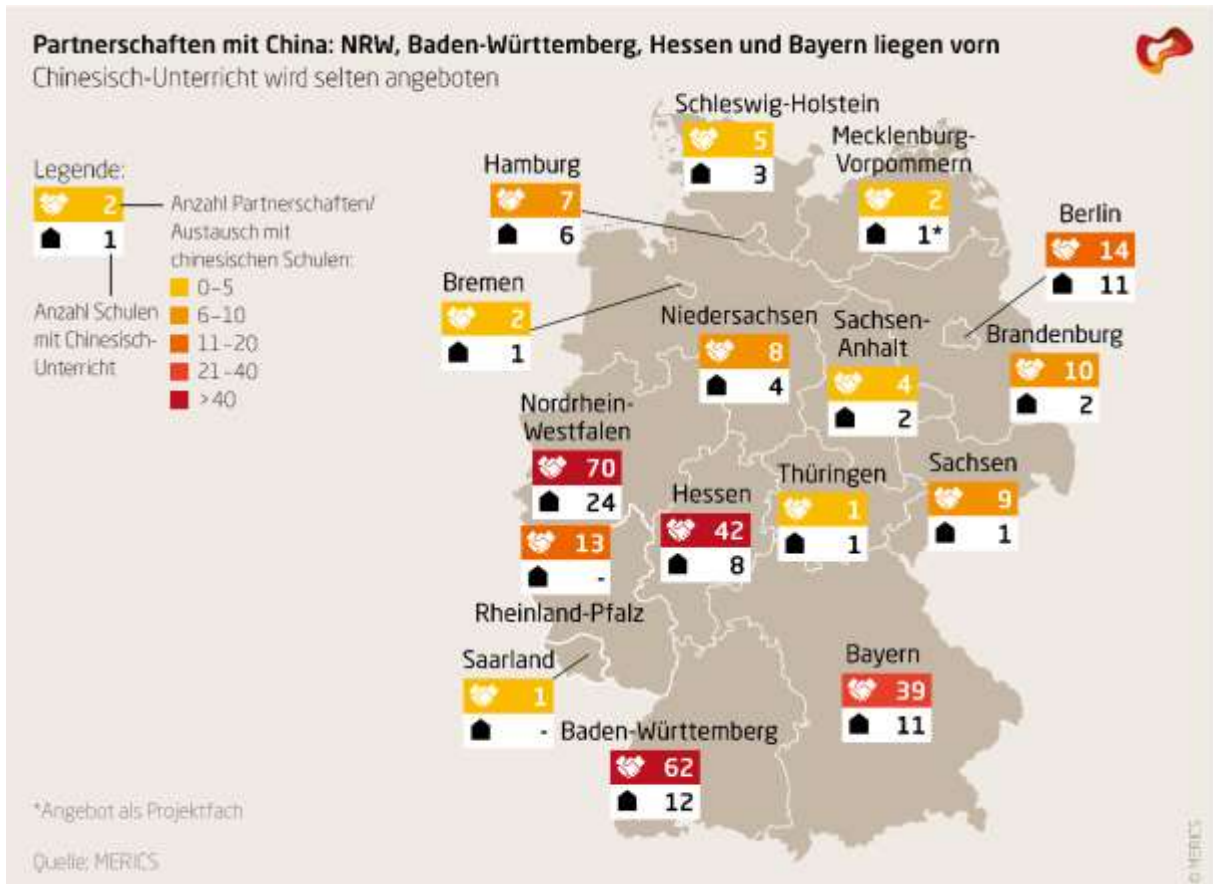 Partnerschaften mit China: NRW, Baden-Württemberg, Hessen und Bayern liegen vorn
Chinesisch-Unterricht wird selten angeboten
Legende:
2
1
Anzahl Partnerschaften/
Austausch mit
chinesischen Schulen:
0–5
6–10
11–20
21–40
>40
Anzahl Schulen
mit Chinesisch-
Unterricht
Schleswig-Holstein
5
3
Mecklenburg-
Vorpommern
2
1*
Hamburg
7
6
Berlin
14
11
Bremen
2
1
Niedersachsen
8
4
Sachsen-
Anhalt
4
2
Brandenburg
10
2
Nordrhein-
Westfalen
70
24
Hessen
42
8
Thüringen
1
1
Sachsen
9
1
13
-
Rheinland-Pfalz
Saarland
1
-
Bayern
39
11
Baden-Württemberg
62
12
*Angebot als Projektfach
Quelle: MERICS
© MERICS